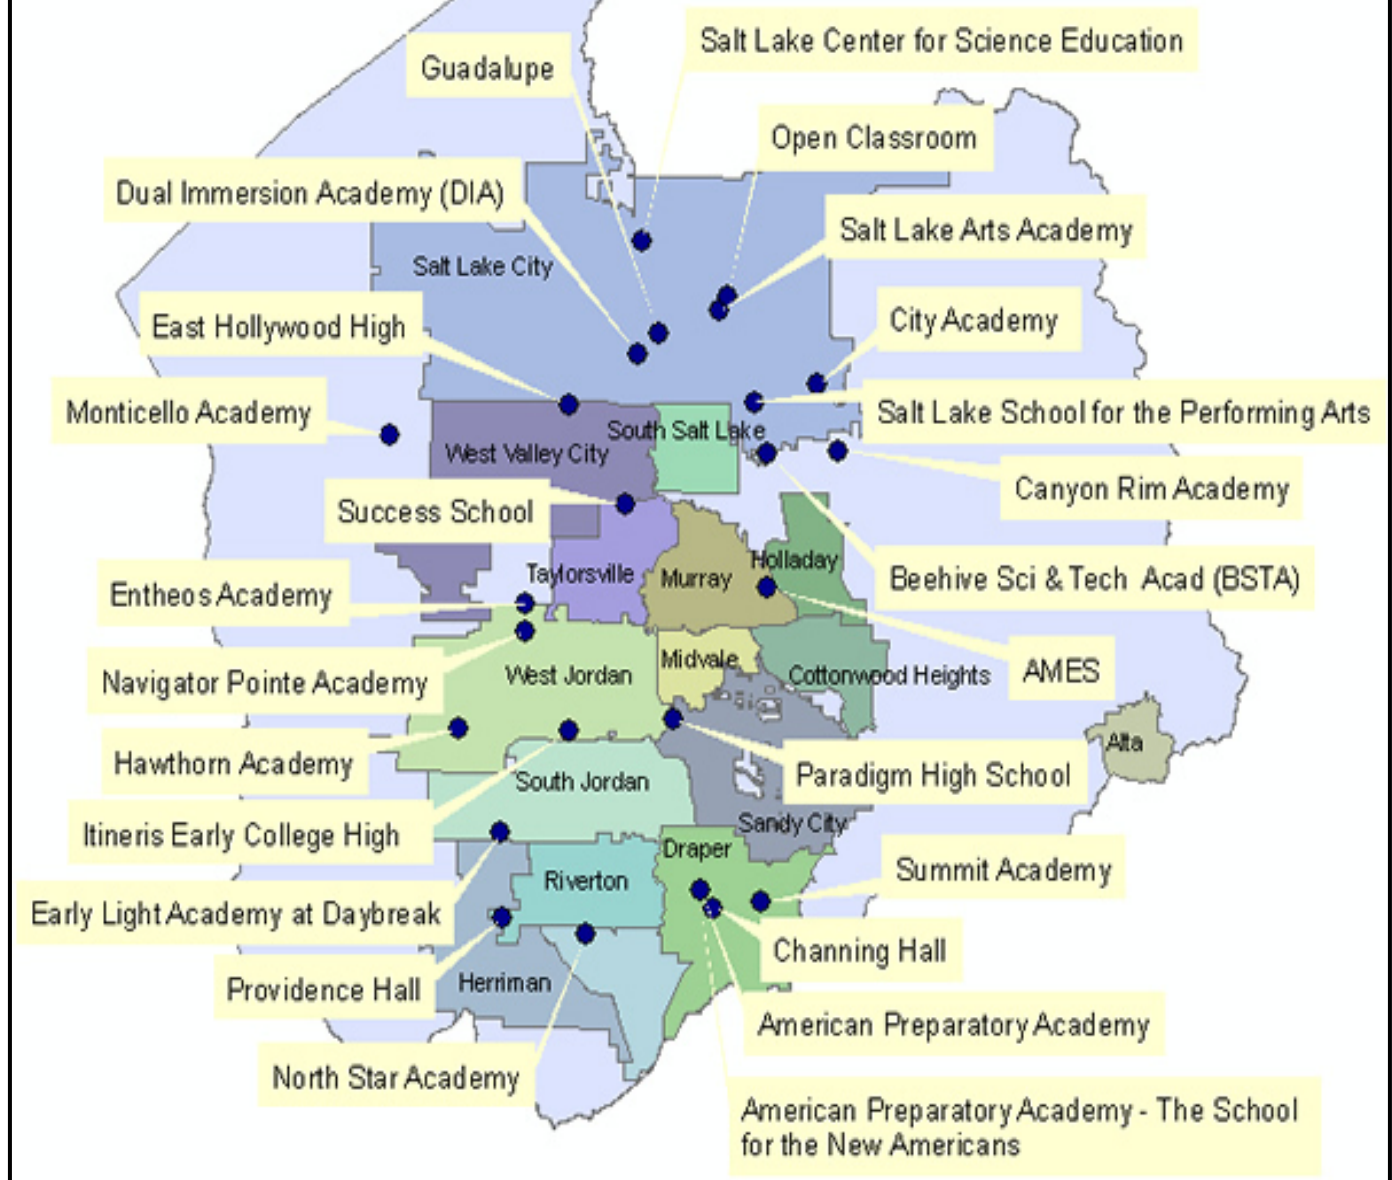 Salt Lake Center for Science Education
Guadalupe
Open Classroom
Dual Immersion Academy (DIA)
Salt Lake Arts Academy
Salt Lake City
East Hollywood High
City Academy
Monticello Academy
Salt Lake School for the Performing Arts
South Salt Lake
West Valley City
Canyon Rim Academy
Success School
Holladay
Taylorsville
Murray
Beehive Sci & Tech Acad (BSTA)
Entheos Academy
Midvale
AMES
West Jordan
Cottonwood Heights
Navigator Pointe Academy
Alta
Hawthorn Academy
Paradigm High School
South Jordan
Sandy City
Itineris Early College High
Draper
Summit Academy
Riverton
Early Light Academy at Daybreak
Channing Hall
Herriman
Providence Hall
American Preparatory Academy
North Star Academy
American Preparatory Academy - The School
for the New Americans